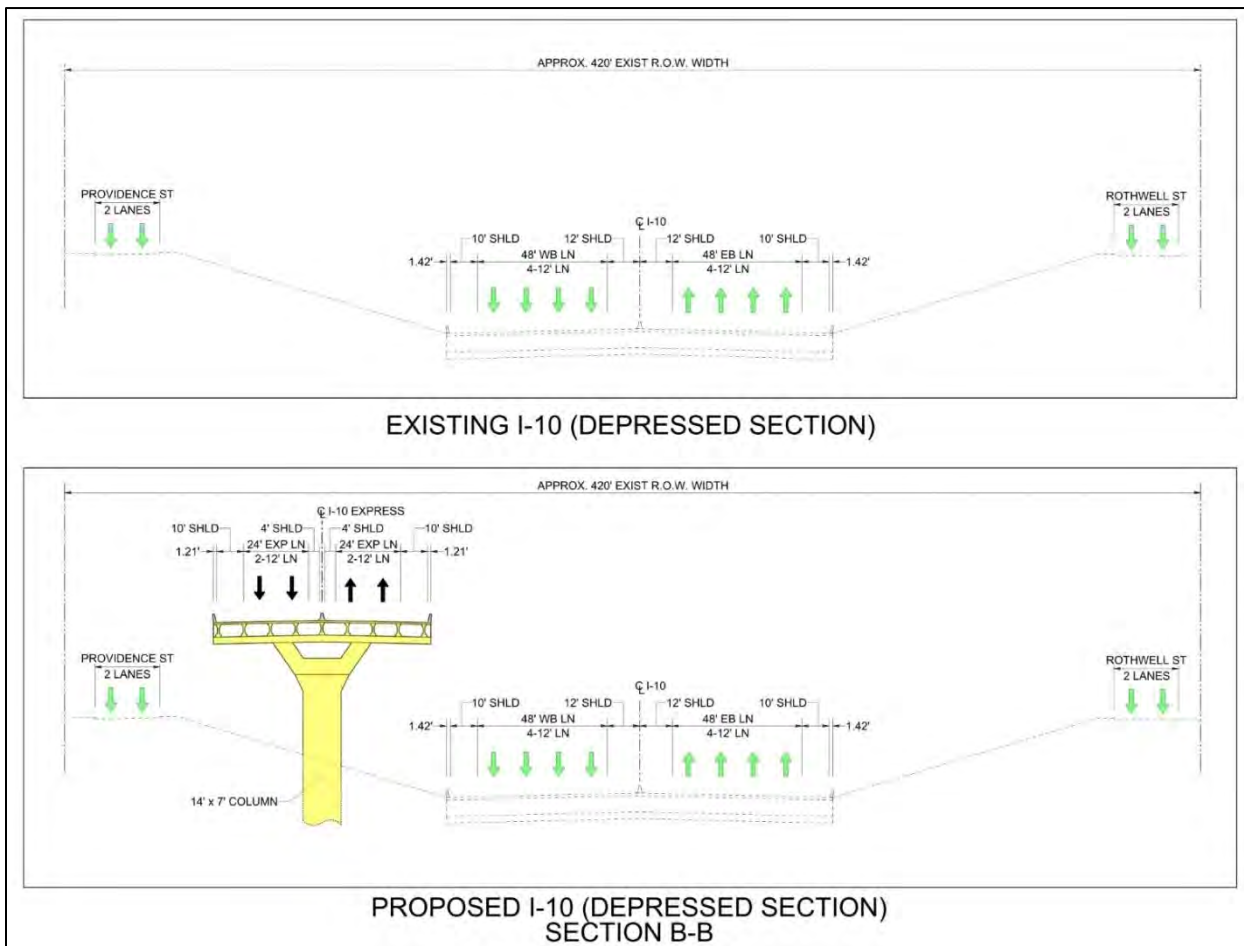 APPROX. 420' EXIST R.O.W. WIDTH
PROVIDENCE ST
2 LANES
ROTHWELL ST
2 LANES
℄ I-10
10' SHLD 12' SHLD 12' SHLD 10' SHLD
1.42' 48' WB LN 48' EB LN 1.42'
4-12' LN 4-12' LN
EXISTING I-10 (DEPRESSED SECTION)
APPROX. 420' EXIST R.O.W. WIDTH
℄ I-10 EXPRESS
10' SHLD 4' SHLD 4' SHLD 10' SHLD
1.21' 24' EXP LN 24' EXP LN 1.21'
2-12' LN 2-12' LN
PROVIDENCE ST
2 LANES
ROTHWELL ST
2 LANES
℄ I-10
10' SHLD 12' SHLD 12' SHLD 10' SHLD
1.42' 48' WB LN 48' EB LN 1.42'
4-12' LN 4-12' LN
14' x 7' COLUMN
PROPOSED I-10 (DEPRESSED SECTION)
SECTION B-B